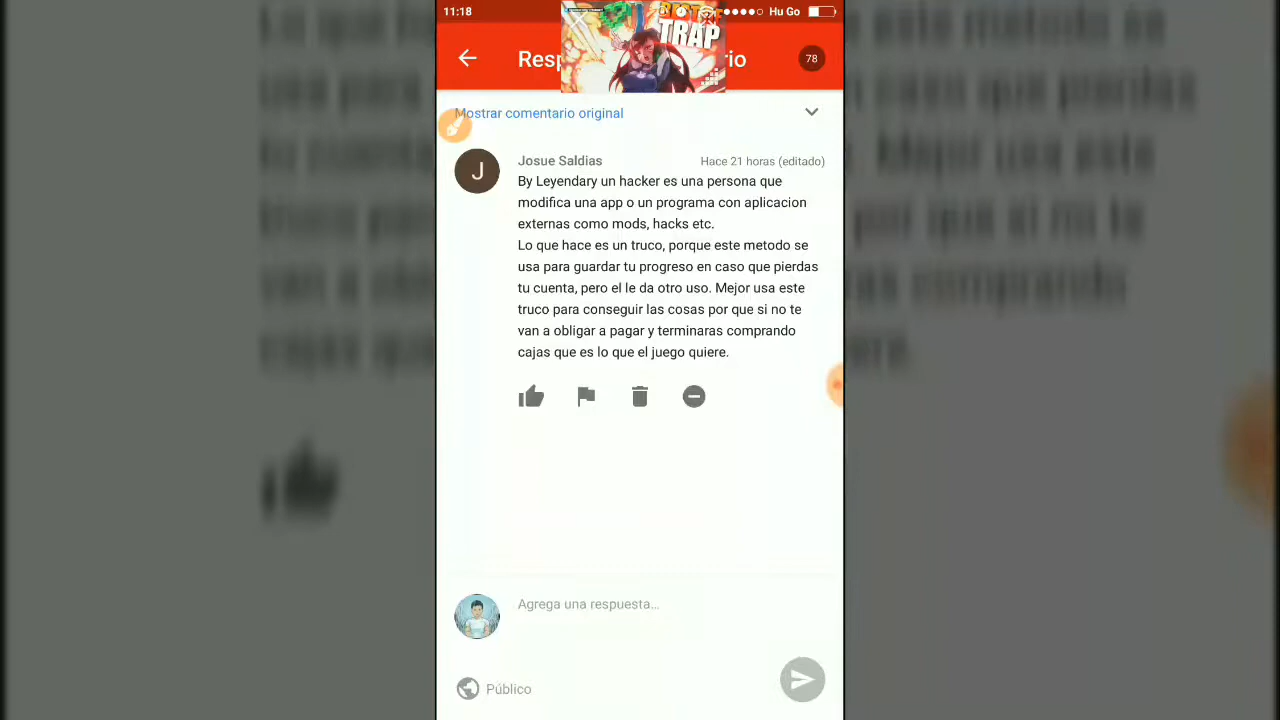 11:18
Hu Go
BEST OF
TRAP
78
Mostrar comentario original
Josue Saldias
Hace 21 horas (editado)
J
By Leyendary un hacker es una persona que
modifica una app o un programa con aplicacion
externas como mods, hacks etc.
Lo que hace es un truco, porque este metodo se
usa para guardar tu progreso en caso que pierdas
tu cuenta, pero el le da otro uso. Mejor usa este
truco para conseguir las cosas por que si no te
van a obligar a pagar y terminaras comprando
cajas que es lo que el juego quiere.
Agrega una respuesta...
Público